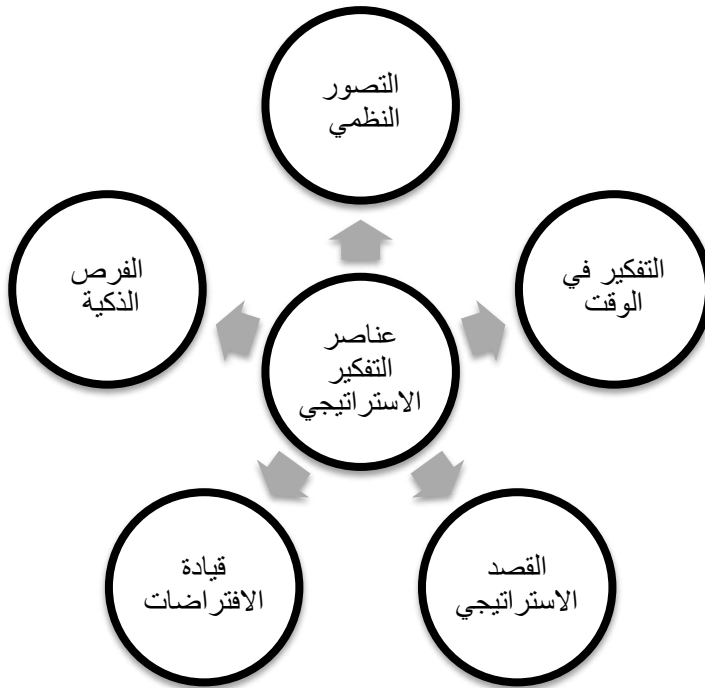 التصور
النظمي
التفكير في
الوقت
الفرص
الذكية
عناصر
التفكير
الاستراتيجي
القصد
الاستراتيجي
قيادة
الافتراضات